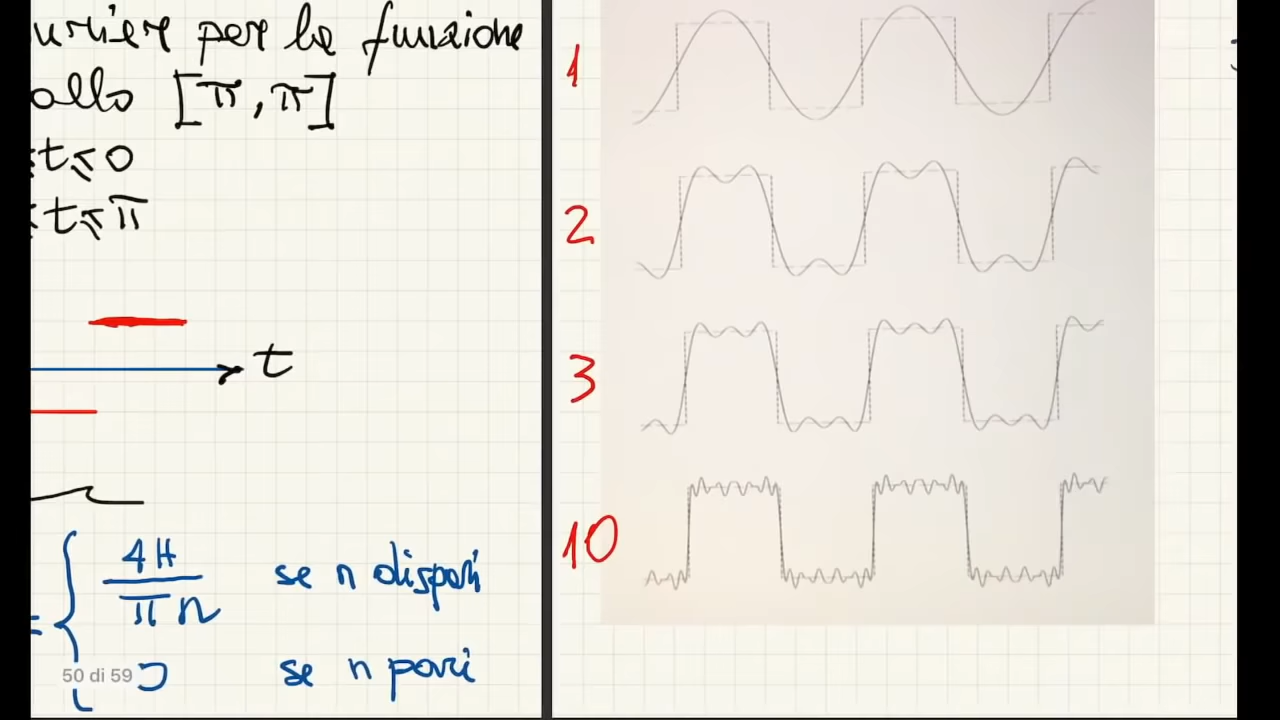 urier per la funzione
allo [π, π]
≤t≤0
≤t≤π
t
= { 4H / πn se n dispari
0 se n pari
50 di 59
1
2
3
10